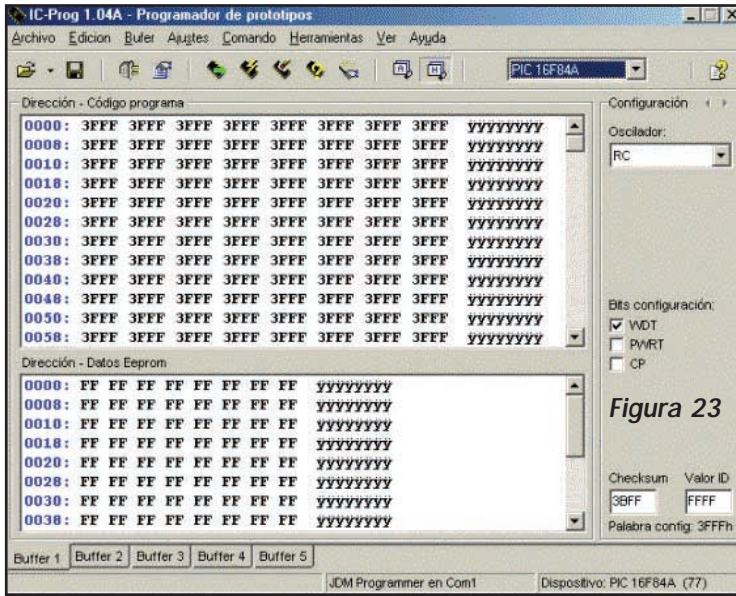 IC-Prog 1.04A - Programador de prototipos
Archivo Edicion Bufer Ajustes Comando Herramientas Ver Ayuda
PIC 16F84A
Dirección - Código programa
0000: 3FFF 3FFF 3FFF 3FFF 3FFF 3FFF 3FFF 3FFF ÿÿÿÿÿÿÿÿ
0008: 3FFF 3FFF 3FFF 3FFF 3FFF 3FFF 3FFF 3FFF ÿÿÿÿÿÿÿÿ
0010: 3FFF 3FFF 3FFF 3FFF 3FFF 3FFF 3FFF 3FFF ÿÿÿÿÿÿÿÿ
0018: 3FFF 3FFF 3FFF 3FFF 3FFF 3FFF 3FFF 3FFF ÿÿÿÿÿÿÿÿ
0020: 3FFF 3FFF 3FFF 3FFF 3FFF 3FFF 3FFF 3FFF ÿÿÿÿÿÿÿÿ
0028: 3FFF 3FFF 3FFF 3FFF 3FFF 3FFF 3FFF 3FFF ÿÿÿÿÿÿÿÿ
0030: 3FFF 3FFF 3FFF 3FFF 3FFF 3FFF 3FFF 3FFF ÿÿÿÿÿÿÿÿ
0038: 3FFF 3FFF 3FFF 3FFF 3FFF 3FFF 3FFF 3FFF ÿÿÿÿÿÿÿÿ
0040: 3FFF 3FFF 3FFF 3FFF 3FFF 3FFF 3FFF 3FFF ÿÿÿÿÿÿÿÿ
0048: 3FFF 3FFF 3FFF 3FFF 3FFF 3FFF 3FFF 3FFF ÿÿÿÿÿÿÿÿ
0050: 3FFF 3FFF 3FFF 3FFF 3FFF 3FFF 3FFF 3FFF ÿÿÿÿÿÿÿÿ
0058: 3FFF 3FFF 3FFF 3FFF 3FFF 3FFF 3FFF 3FFF ÿÿÿÿÿÿÿÿ
Dirección - Datos Eeprom
0000: FF FF FF FF FF FF FF FF ÿÿÿÿÿÿÿÿ
0008: FF FF FF FF FF FF FF FF ÿÿÿÿÿÿÿÿ
0010: FF FF FF FF FF FF FF FF ÿÿÿÿÿÿÿÿ
0018: FF FF FF FF FF FF FF FF ÿÿÿÿÿÿÿÿ
0020: FF FF FF FF FF FF FF FF ÿÿÿÿÿÿÿÿ
0028: FF FF FF FF FF FF FF FF ÿÿÿÿÿÿÿÿ
0030: FF FF FF FF FF FF FF FF ÿÿÿÿÿÿÿÿ
0038: FF FF FF FF FF FF FF FF ÿÿÿÿÿÿÿÿ
Configuración
Oscilador:
RC
Bits configuración:
WDT
PWRT
CP
Figura 23
Checksum Valor ID
3BFF FFFF
Palabra config: 3FFFh
Buffer 1 Buffer 2 Buffer 3 Buffer 4 Buffer 5
JDM Programmer en Com1 Dispositivo: PIC 16F84A (77)